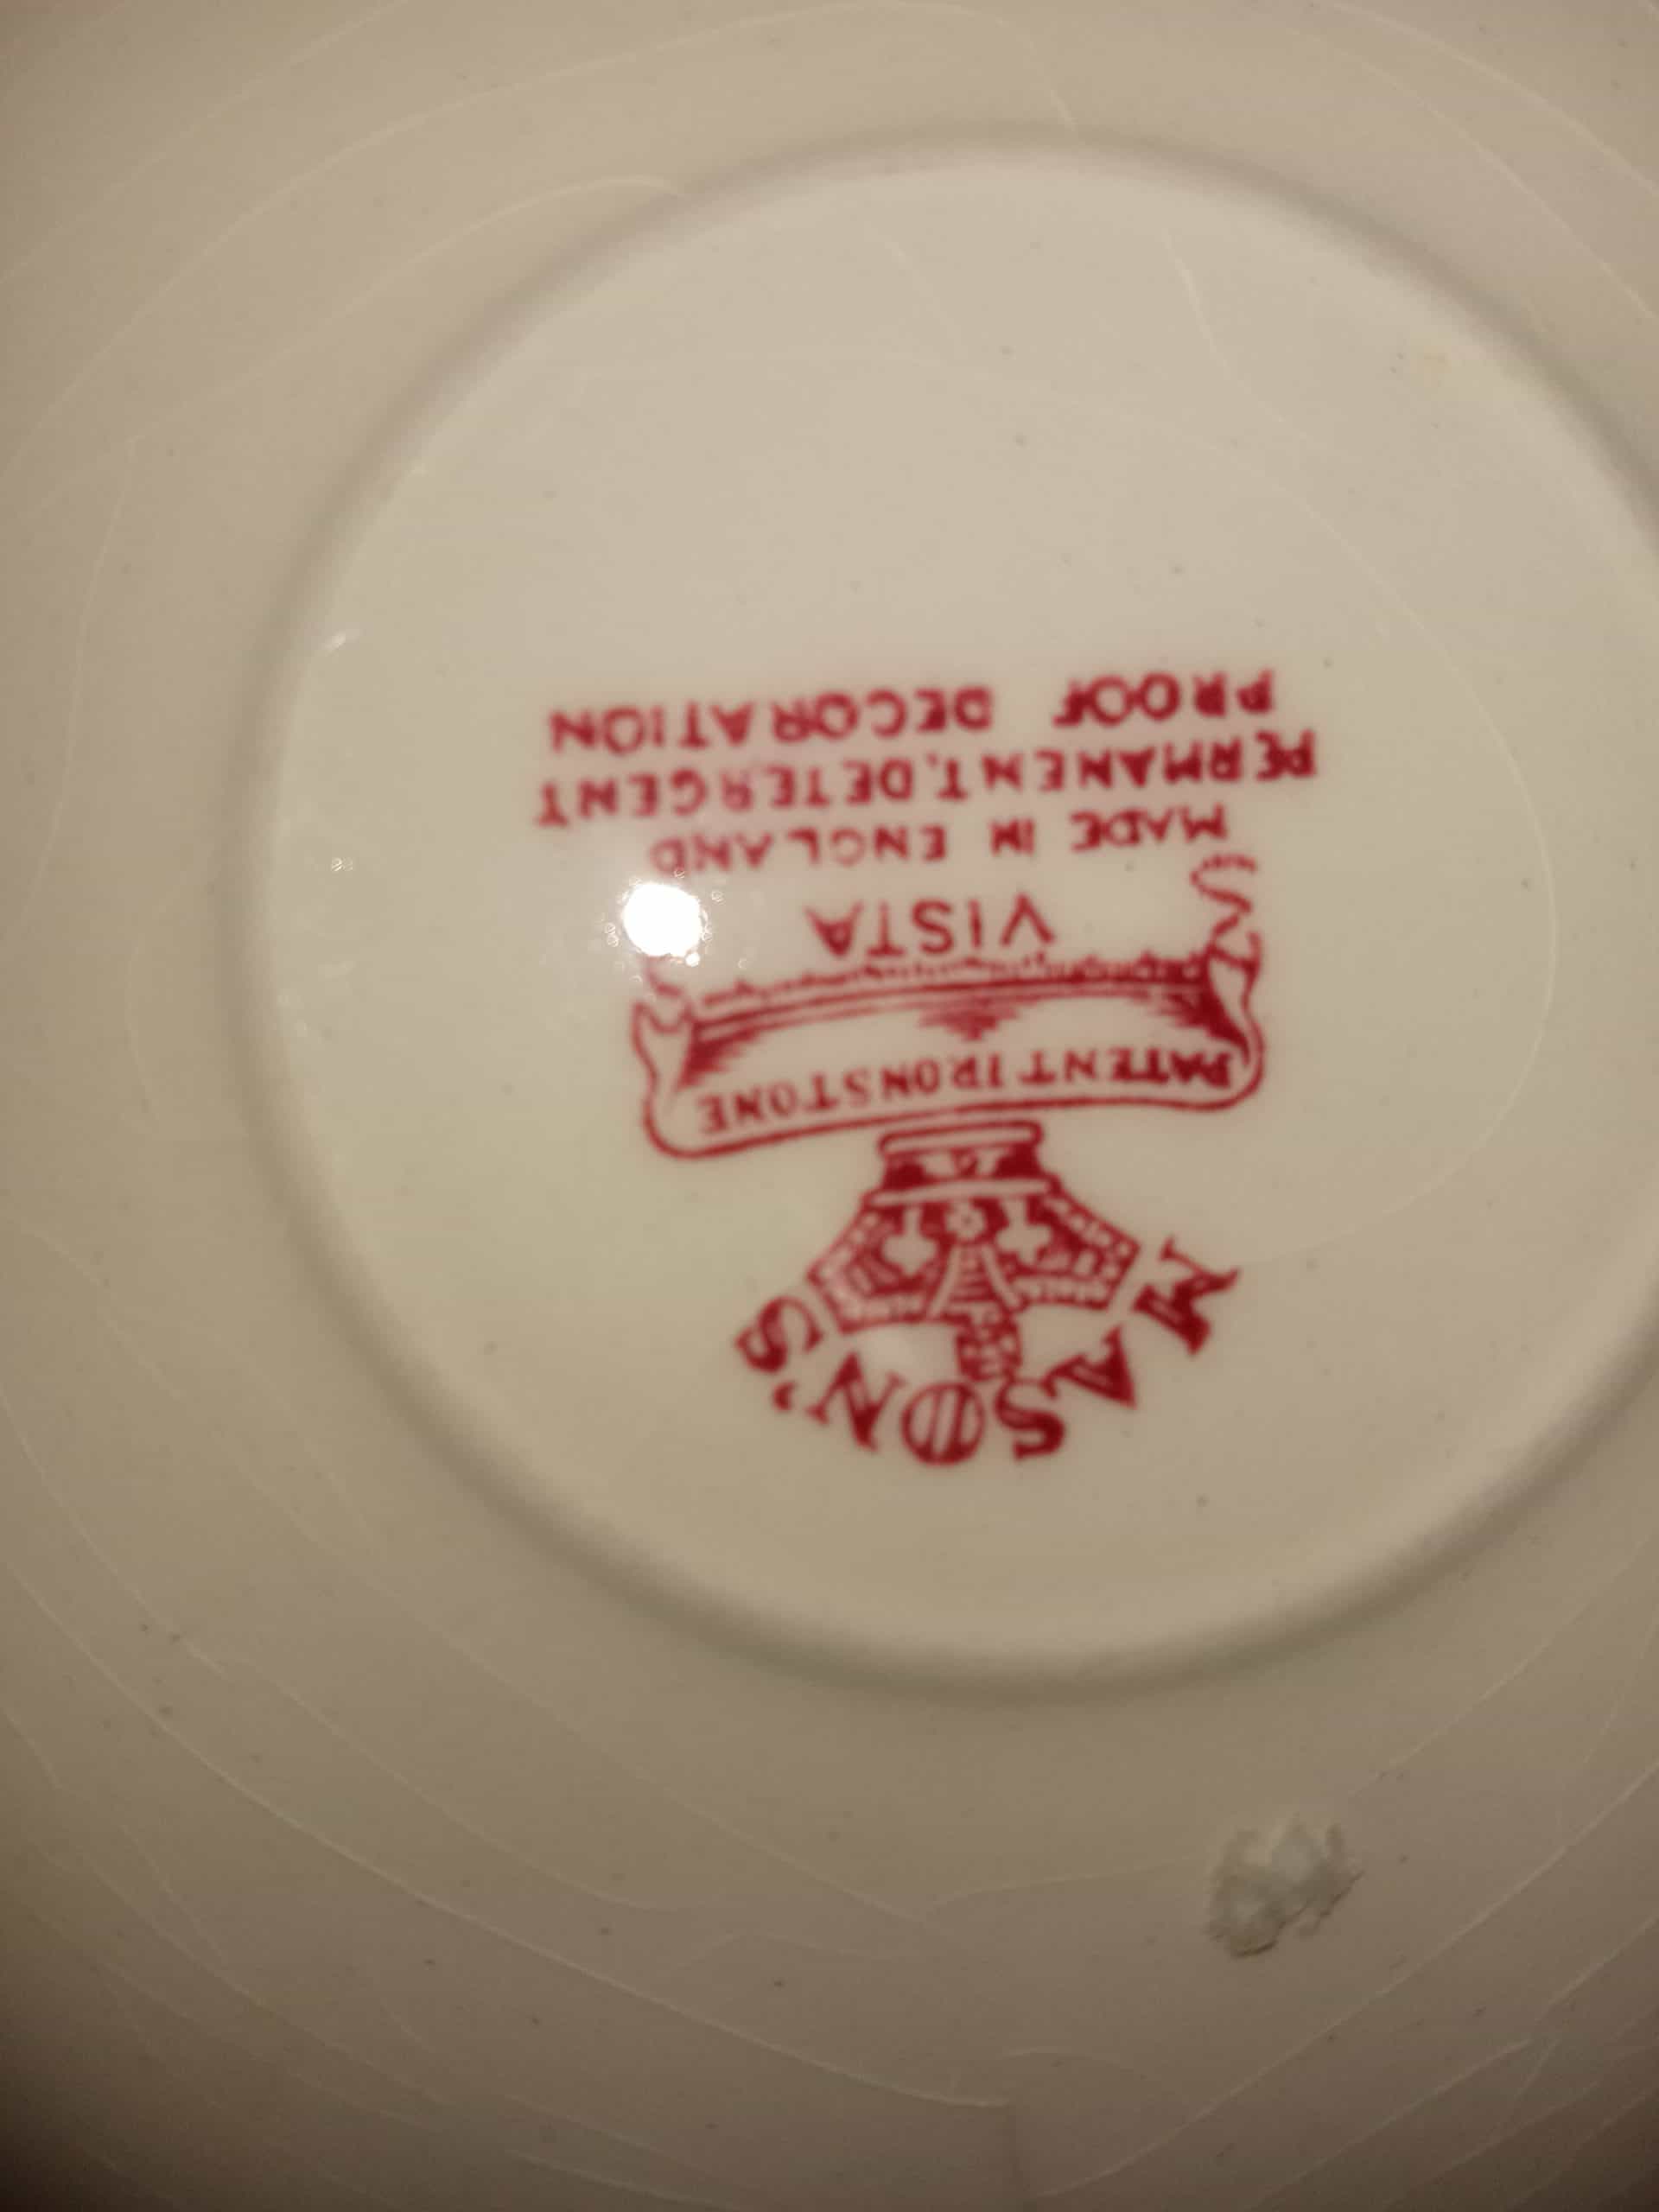 MASON'S
PATENT IRONSTONE
VISTA
MADE IN ENGLAND
PERMANENT. DETERGENT
PROOF DECORATION